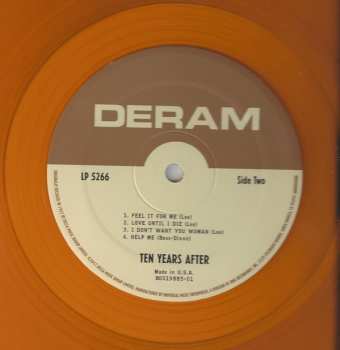 DERAM
LP 5266
Side Two
1. FEEL IT FOR ME (Lee)
2. LOVE UNTIL I DIE (Lee)
3. I DON'T WANT YOU WOMAN (Lee)
4. HELP ME (Bass-Dixon)
TEN YEARS AFTER
Made in U.S.A.
B0019885-01